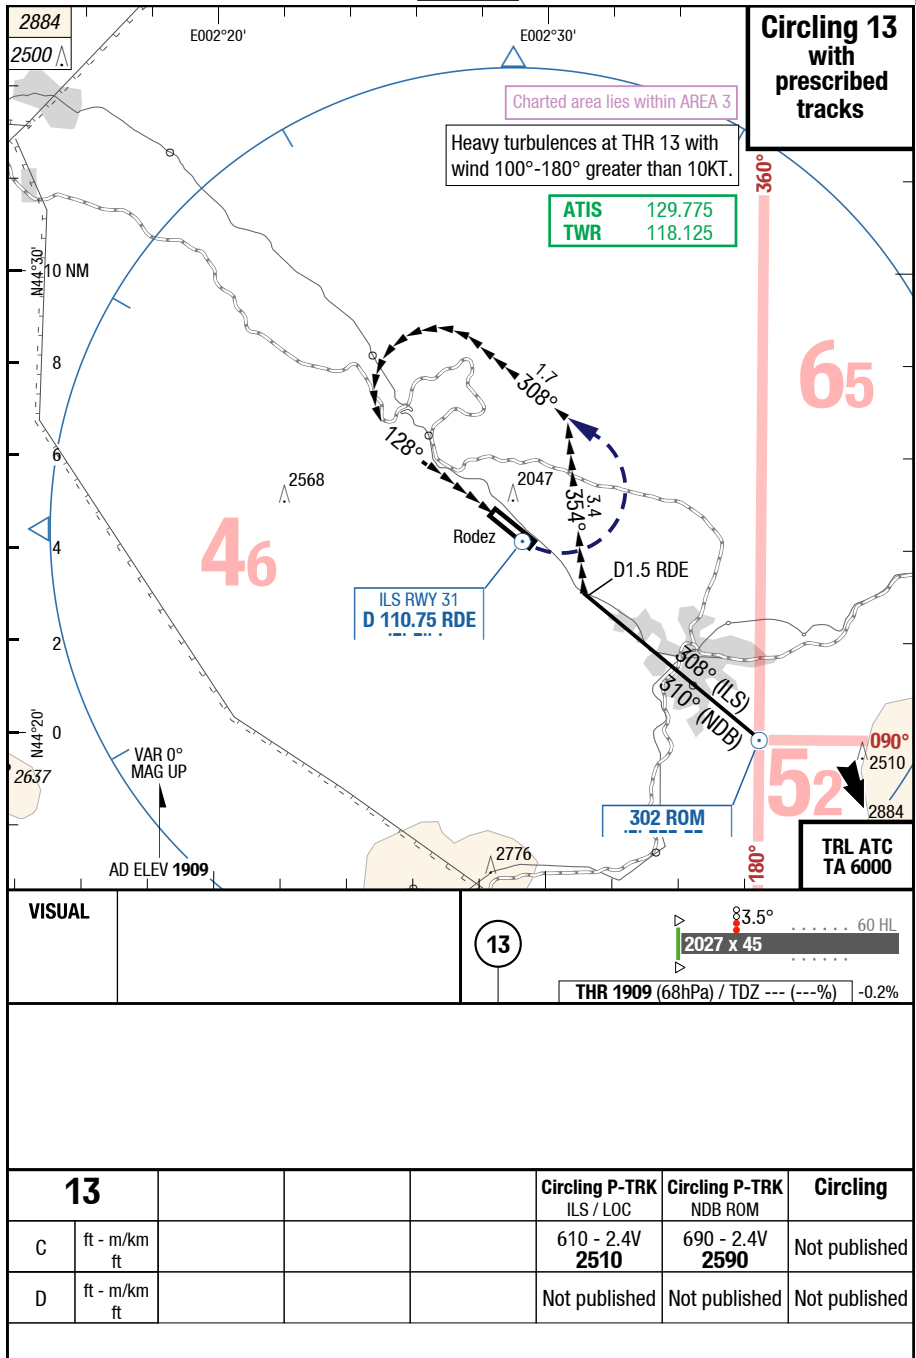 2884
2500
E002°20'
E002°30'
Circling 13
with
prescribed
tracks
Charted area lies within AREA 3
Heavy turbulences at THR 13 with
wind 100°-180° greater than 10KT.
360°
ATIS 129.775
TWR 118.125
N44°30'
10 NM
8
6
4
2
0
N44°20'
65
1.7
308°
128°
2568
2047
3.4
354°
46
Rodez
D1.5 RDE
ILS RWY 31
D 110.75 RDE
308° (ILS)
310° (NDB)
VAR 0°
MAG UP
2637
090°
2510
52
2884
302 ROM
2776
180°
TRL ATC
TA 6000
AD ELEV 1909
VISUAL
13
3.5°
60 HL
2027 x 45
THR 1909 (68hPa) / TDZ --- (---%) -0.2%
13
Circling P-TRK
ILS / LOC
Circling P-TRK
NDB ROM
Circling
C
ft - m/km
ft
610 - 2.4V
2510
690 - 2.4V
2590
Not published
D
ft - m/km
ft
Not published
Not published
Not published